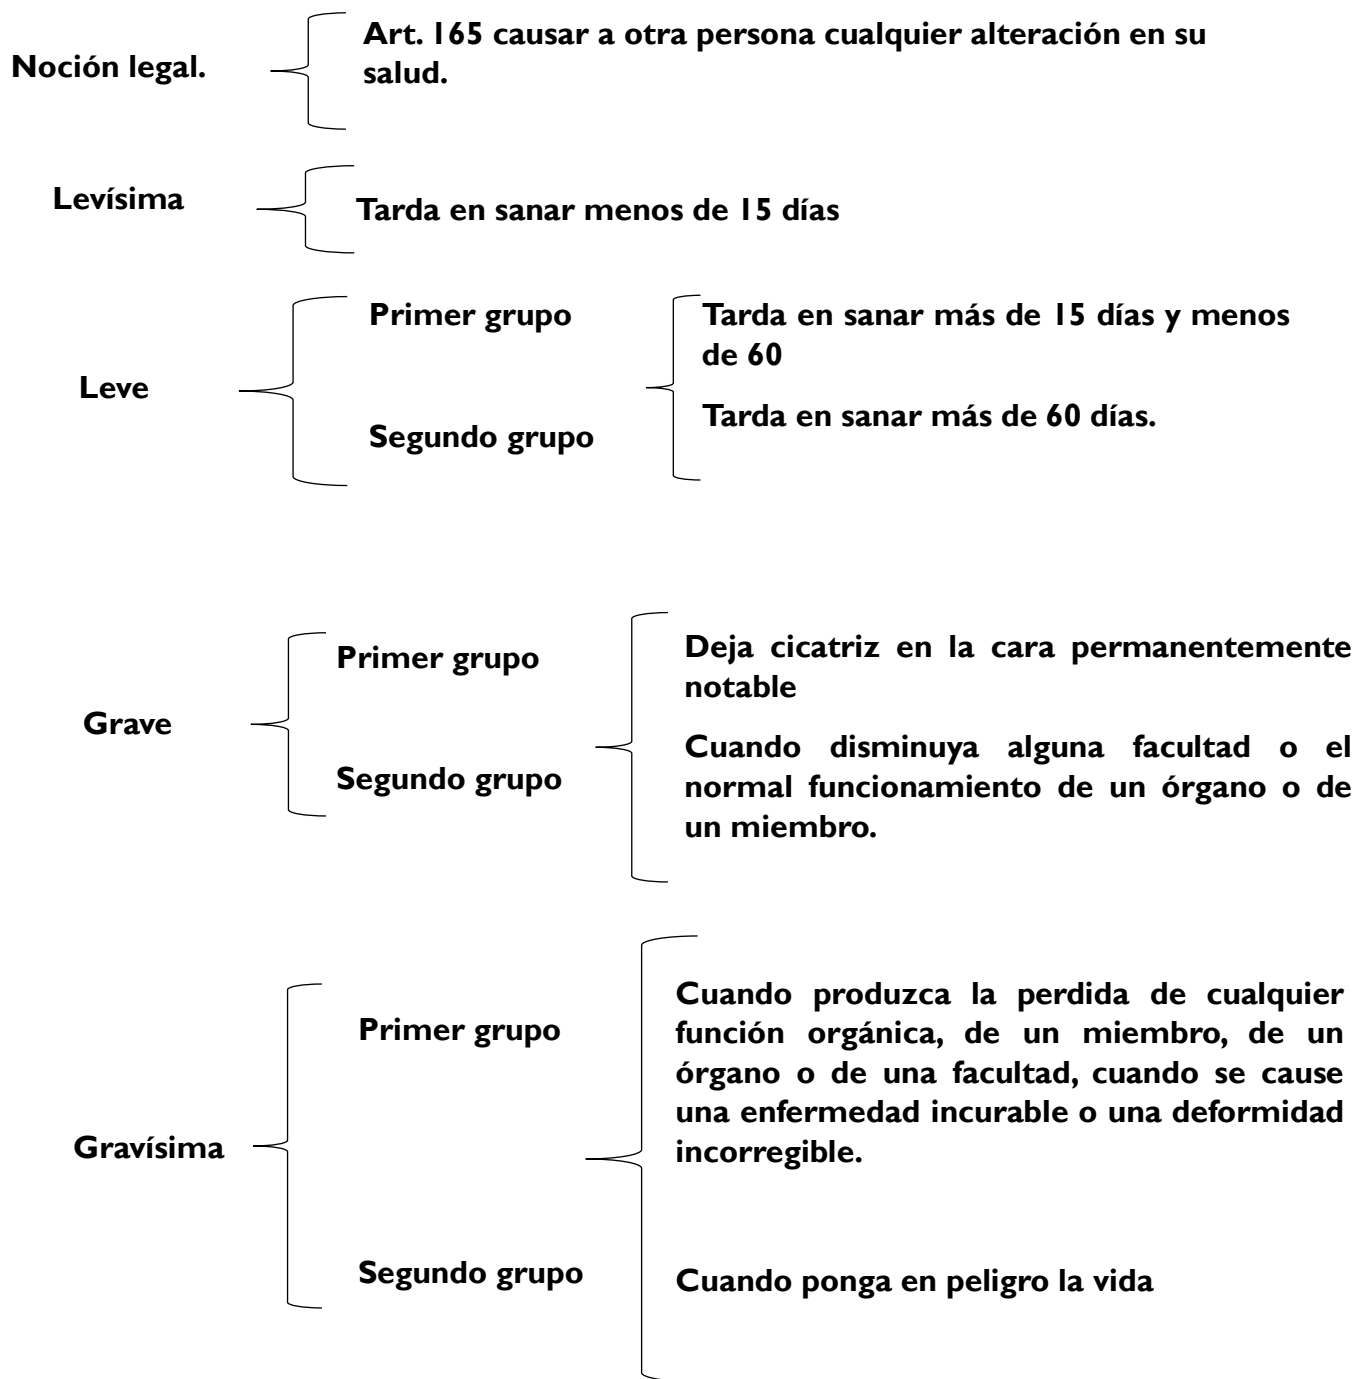 Noción legal.
Art. 165 causar a otra persona cualquier alteración en su
salud.
Levísima
Tarda en sanar menos de 15 días
Leve
Primer grupo
Tarda en sanar más de 15 días y menos
de 60
Segundo grupo
Tarda en sanar más de 60 días.
Grave
Primer grupo
Deja cicatriz en la cara permanentemente
notable
Segundo grupo
Cuando disminuya alguna facultad o el
normal funcionamiento de un órgano o de
un miembro.
Gravísima
Primer grupo
Cuando produzca la perdida de cualquier
función orgánica, de un miembro, de un
órgano o de una facultad, cuando se cause
una enfermedad incurable o una deformidad
incorregible.
Segundo grupo
Cuando ponga en peligro la vida